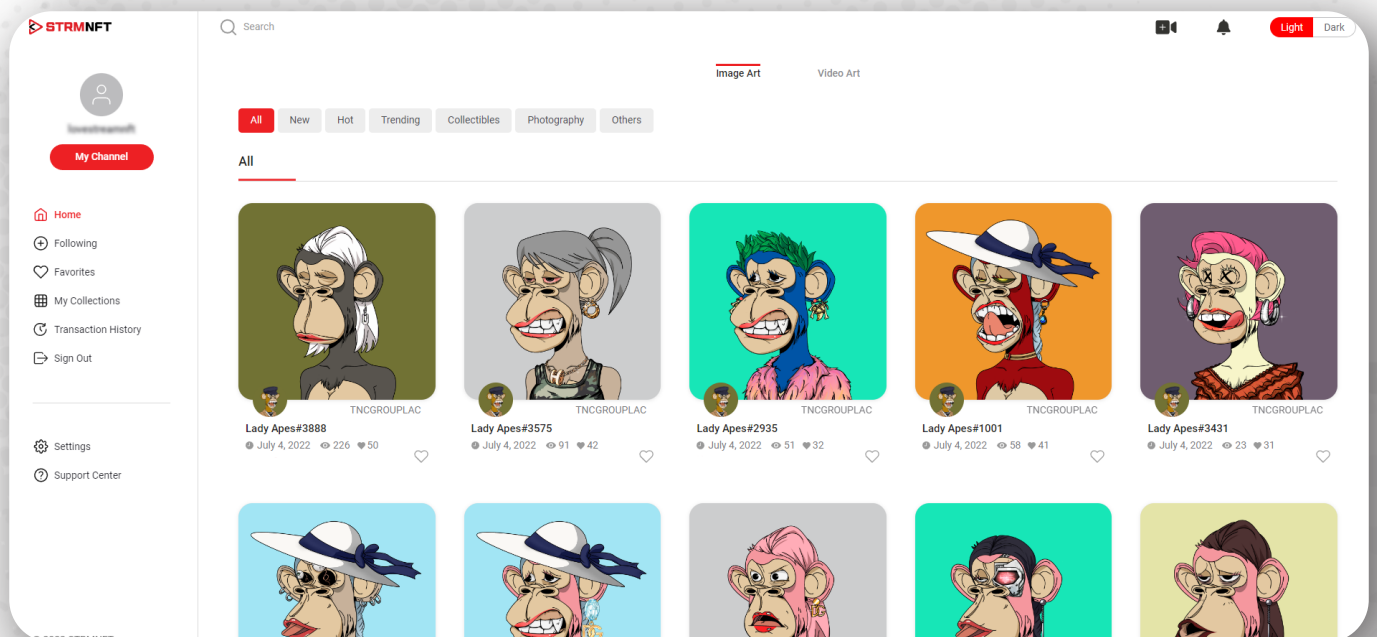 STRMNFT
Search
Light
Dark
Image Art
Video Art
My Channel
All
New
Hot
Trending
Collectibles
Photography
Others
All
Home
Following
Favorites
My Collections
Transaction History
Sign Out
Settings
Support Center
TNCGROUPLAC
Lady Apes#3888
July 4, 2022 226 50
TNCGROUPLAC
Lady Apes#3575
July 4, 2022 91 42
TNCGROUPLAC
Lady Apes#2935
July 4, 2022 51 32
TNCGROUPLAC
Lady Apes#1001
July 4, 2022 58 41
TNCGROUPLAC
Lady Apes#3431
July 4, 2022 23 31